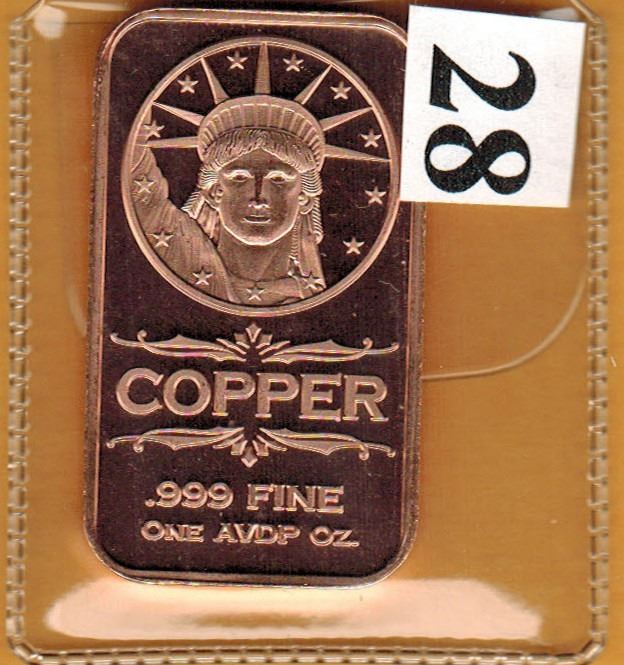 28
COPPER
.999 FINE
ONE AVDP OZ.